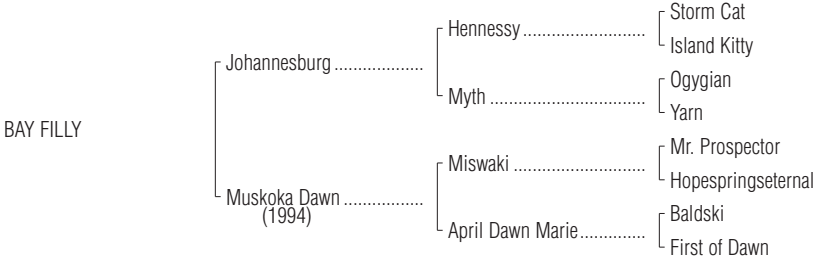 Storm Cat
Hennessy ..........................
Island Kitty
Johannesburg ...................
Ogygian
Myth .................................
Yarn
BAY FILLY
Mr. Prospector
Miswaki ............................
Hopespringseternal
Muskoka Dawn .................
(1994)
Baldski
April Dawn Marie..............
First of Dawn